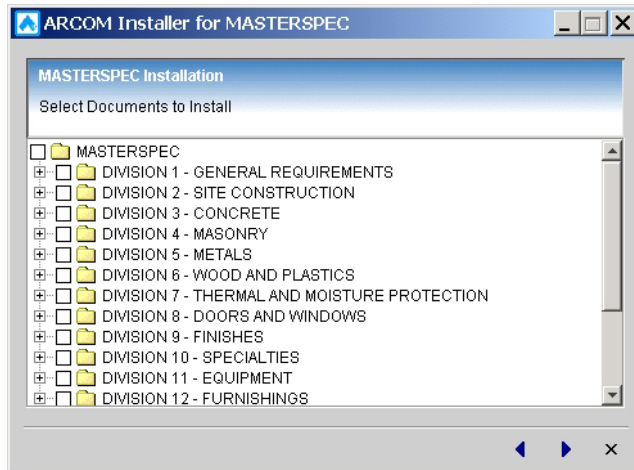 ARCOM Installer for MASTERSPEC
MASTERSPEC Installation
Select Documents to Install
MASTERSPEC
DIVISION 1 - GENERAL REQUIREMENTS
DIVISION 2 - SITE CONSTRUCTION
DIVISION 3 - CONCRETE
DIVISION 4 - MASONRY
DIVISION 5 - METALS
DIVISION 6 - WOOD AND PLASTICS
DIVISION 7 - THERMAL AND MOISTURE PROTECTION
DIVISION 8 - DOORS AND WINDOWS
DIVISION 9 - FINISHES
DIVISION 10 - SPECIALTIES
DIVISION 11 - EQUIPMENT
DIVISION 12 - FURNISHINGS